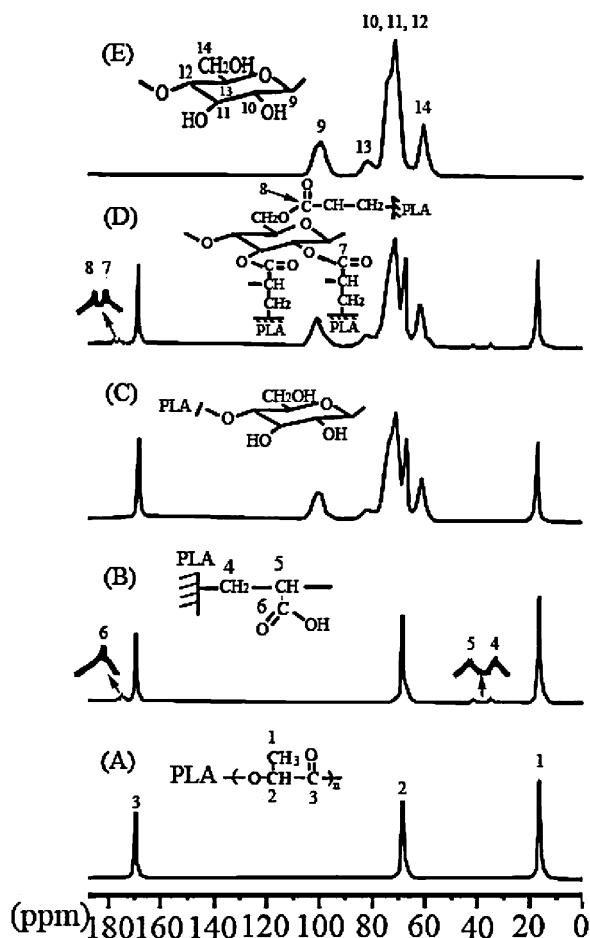 10, 11, 12
(E)
14
CH2OH
O
12
O
13
10
9
HO
11
OH
9
13
14
(D)
8
O
C
CH
CH2
PLA
O
CH2
O
O
7
O
C=O
O
C=O
CH
CH
CH2
CH2
PLA
PLA
8 7
(C)
PLA
CH2OH
O
O
HO
OH
(B)
PLA
4
5
CH2
CH
6
C
O
OH
6
5
4
(A)
1
CH3
O
PLA
(
O
CH
C
)n
2
3
3
2
1
(ppm)
180 160 140 120 100 80 60 40 20 0